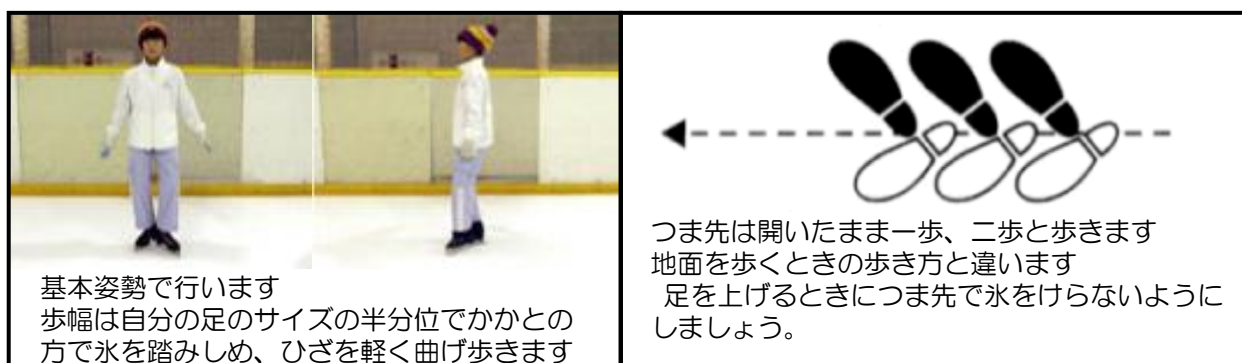 基本姿勢で行います
歩幅は自分の足のサイズの半分位でかかとの
方で氷を踏みしめ、ひざを軽く曲げ歩きます
つま先は開いたまま一歩、二歩と歩きます
地面を歩くときの歩き方と違います
足を上げるときにつま先で氷をけらないように
しましょう。